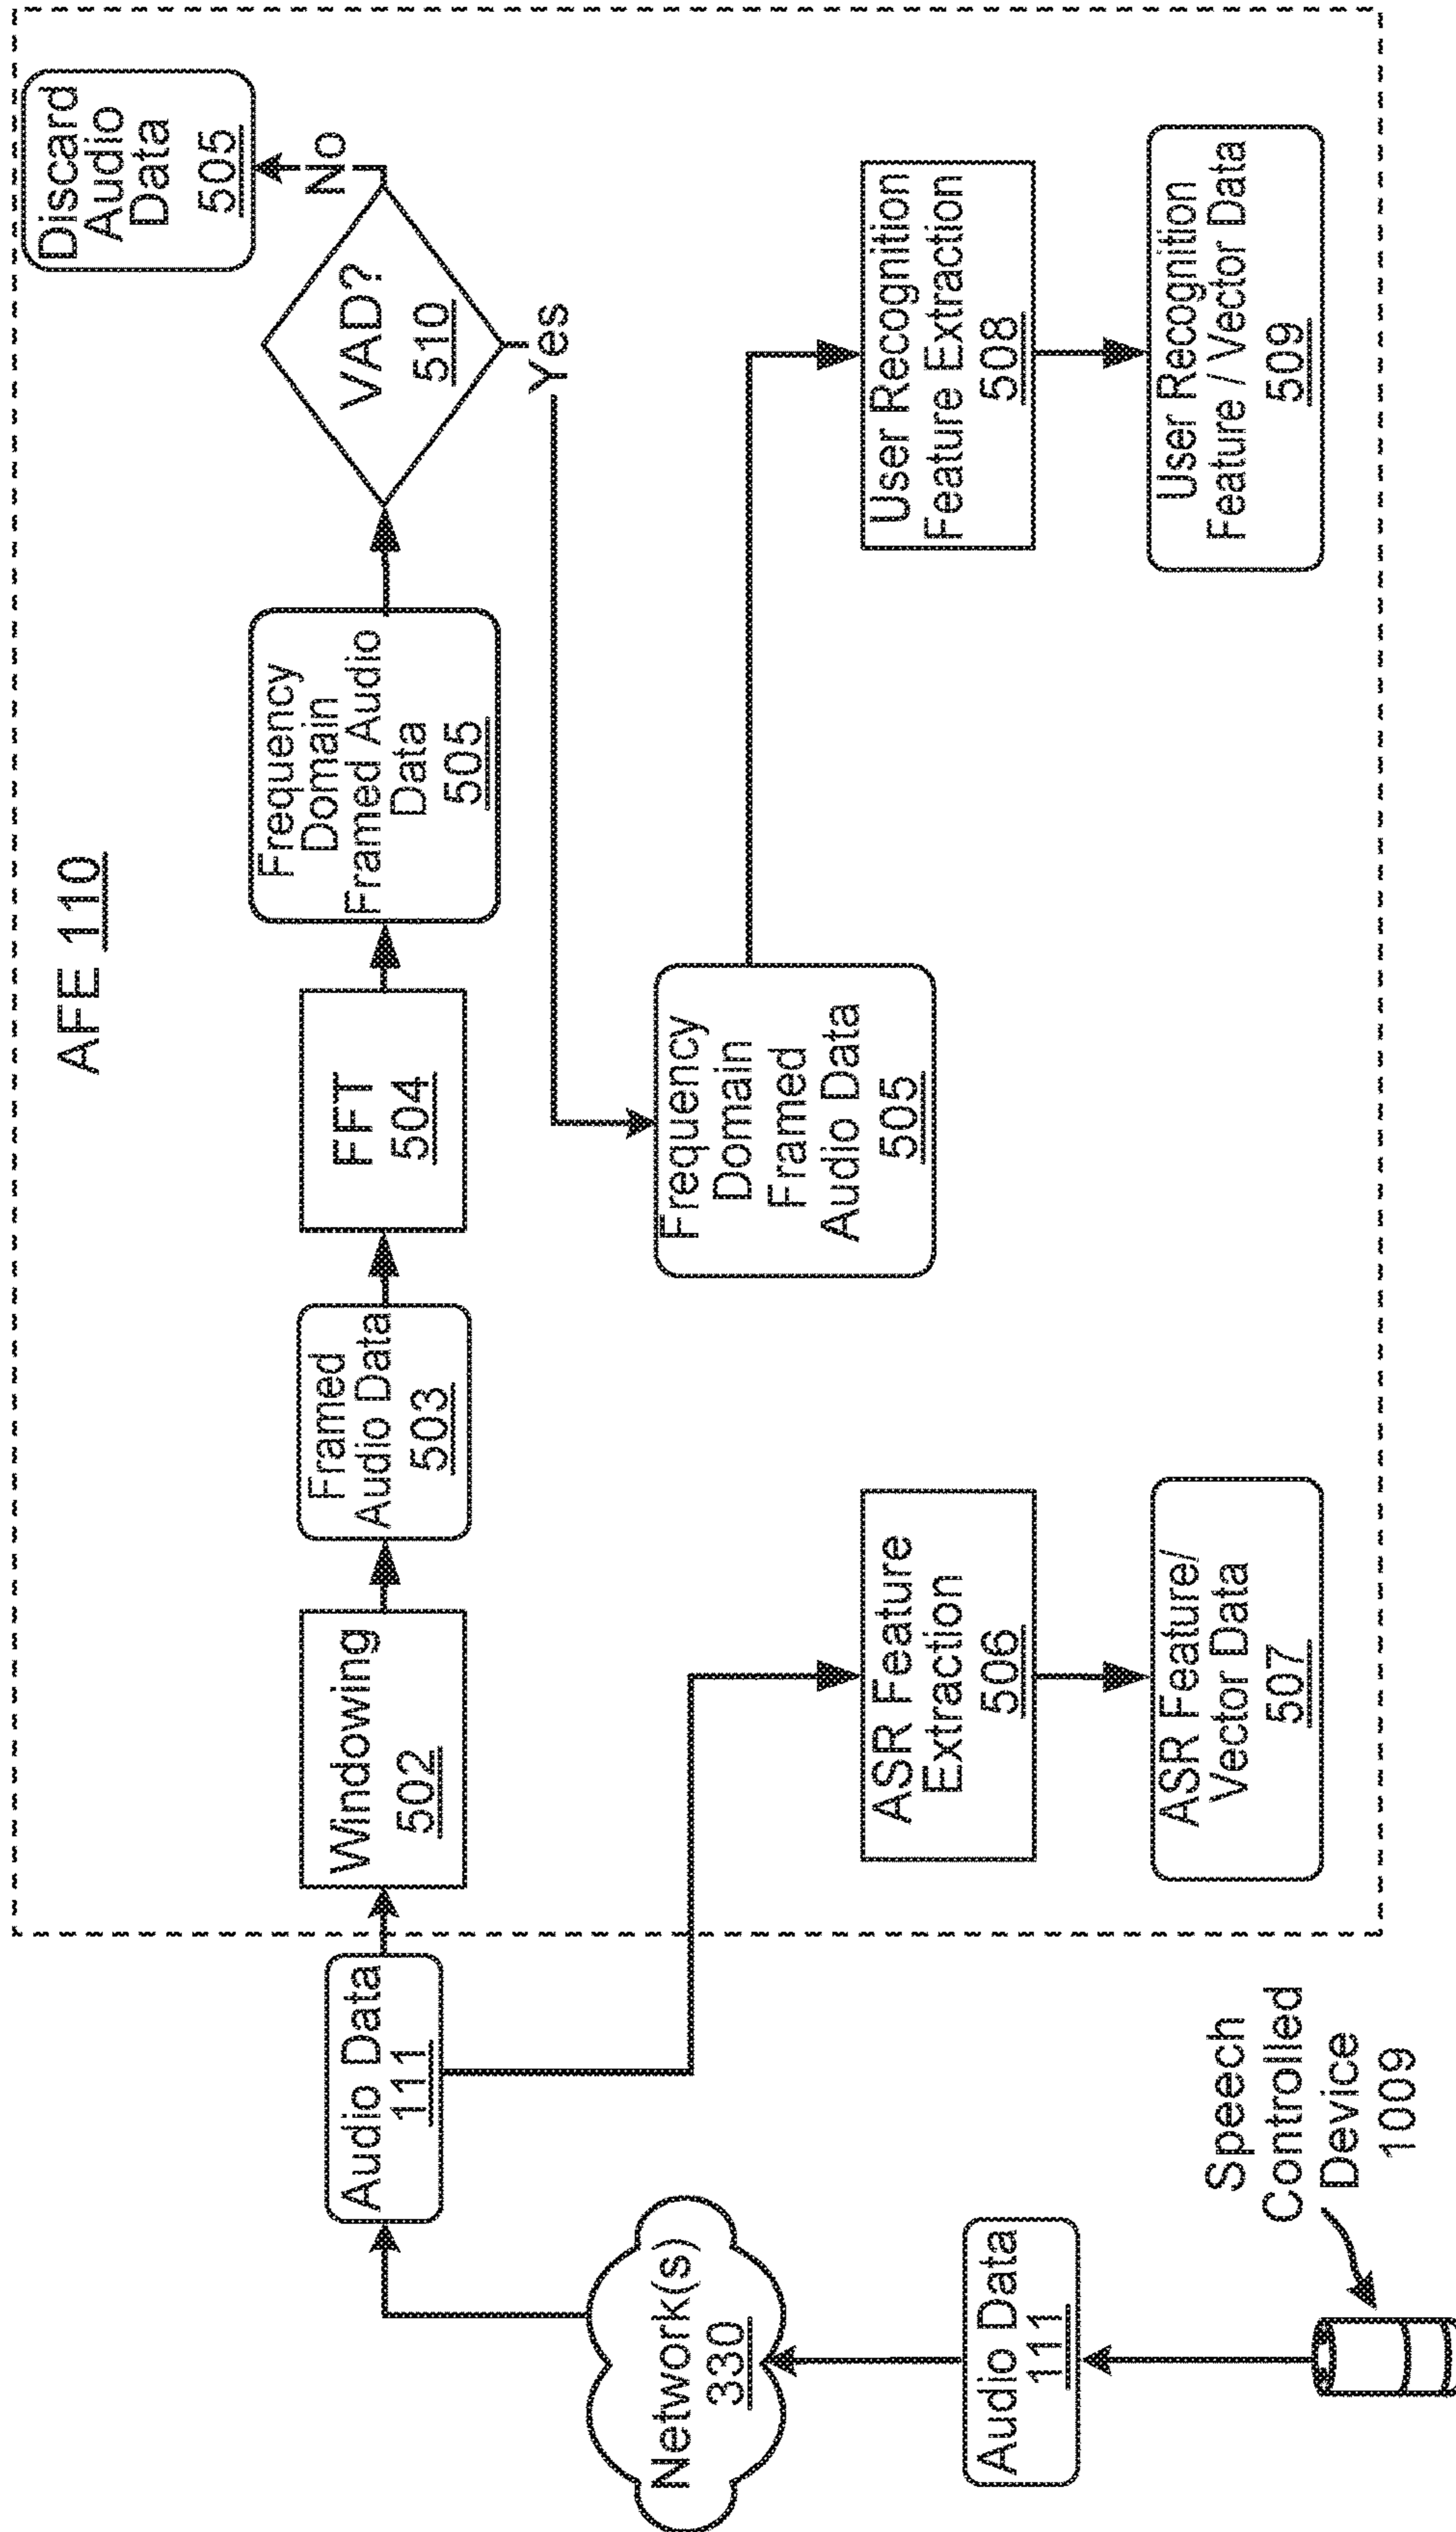 AFE 110
Discard
Audio
Data
505
No
VAD?
510
Yes
Frequency
Domain
Framed Audio
Data
505
FFT
504
Framed
Audio Data
503
Windowing
502
Audio Data
111
Network(s)
330
Audio Data
111
Speech
Controlled
Device
1009
Frequency
Domain
Framed
Audio Data
505
ASR Feature
Extraction
506
ASR Feature/
Vector Data
507
User Recognition
Feature Extraction
508
User Recognition
Feature / Vector Data
509